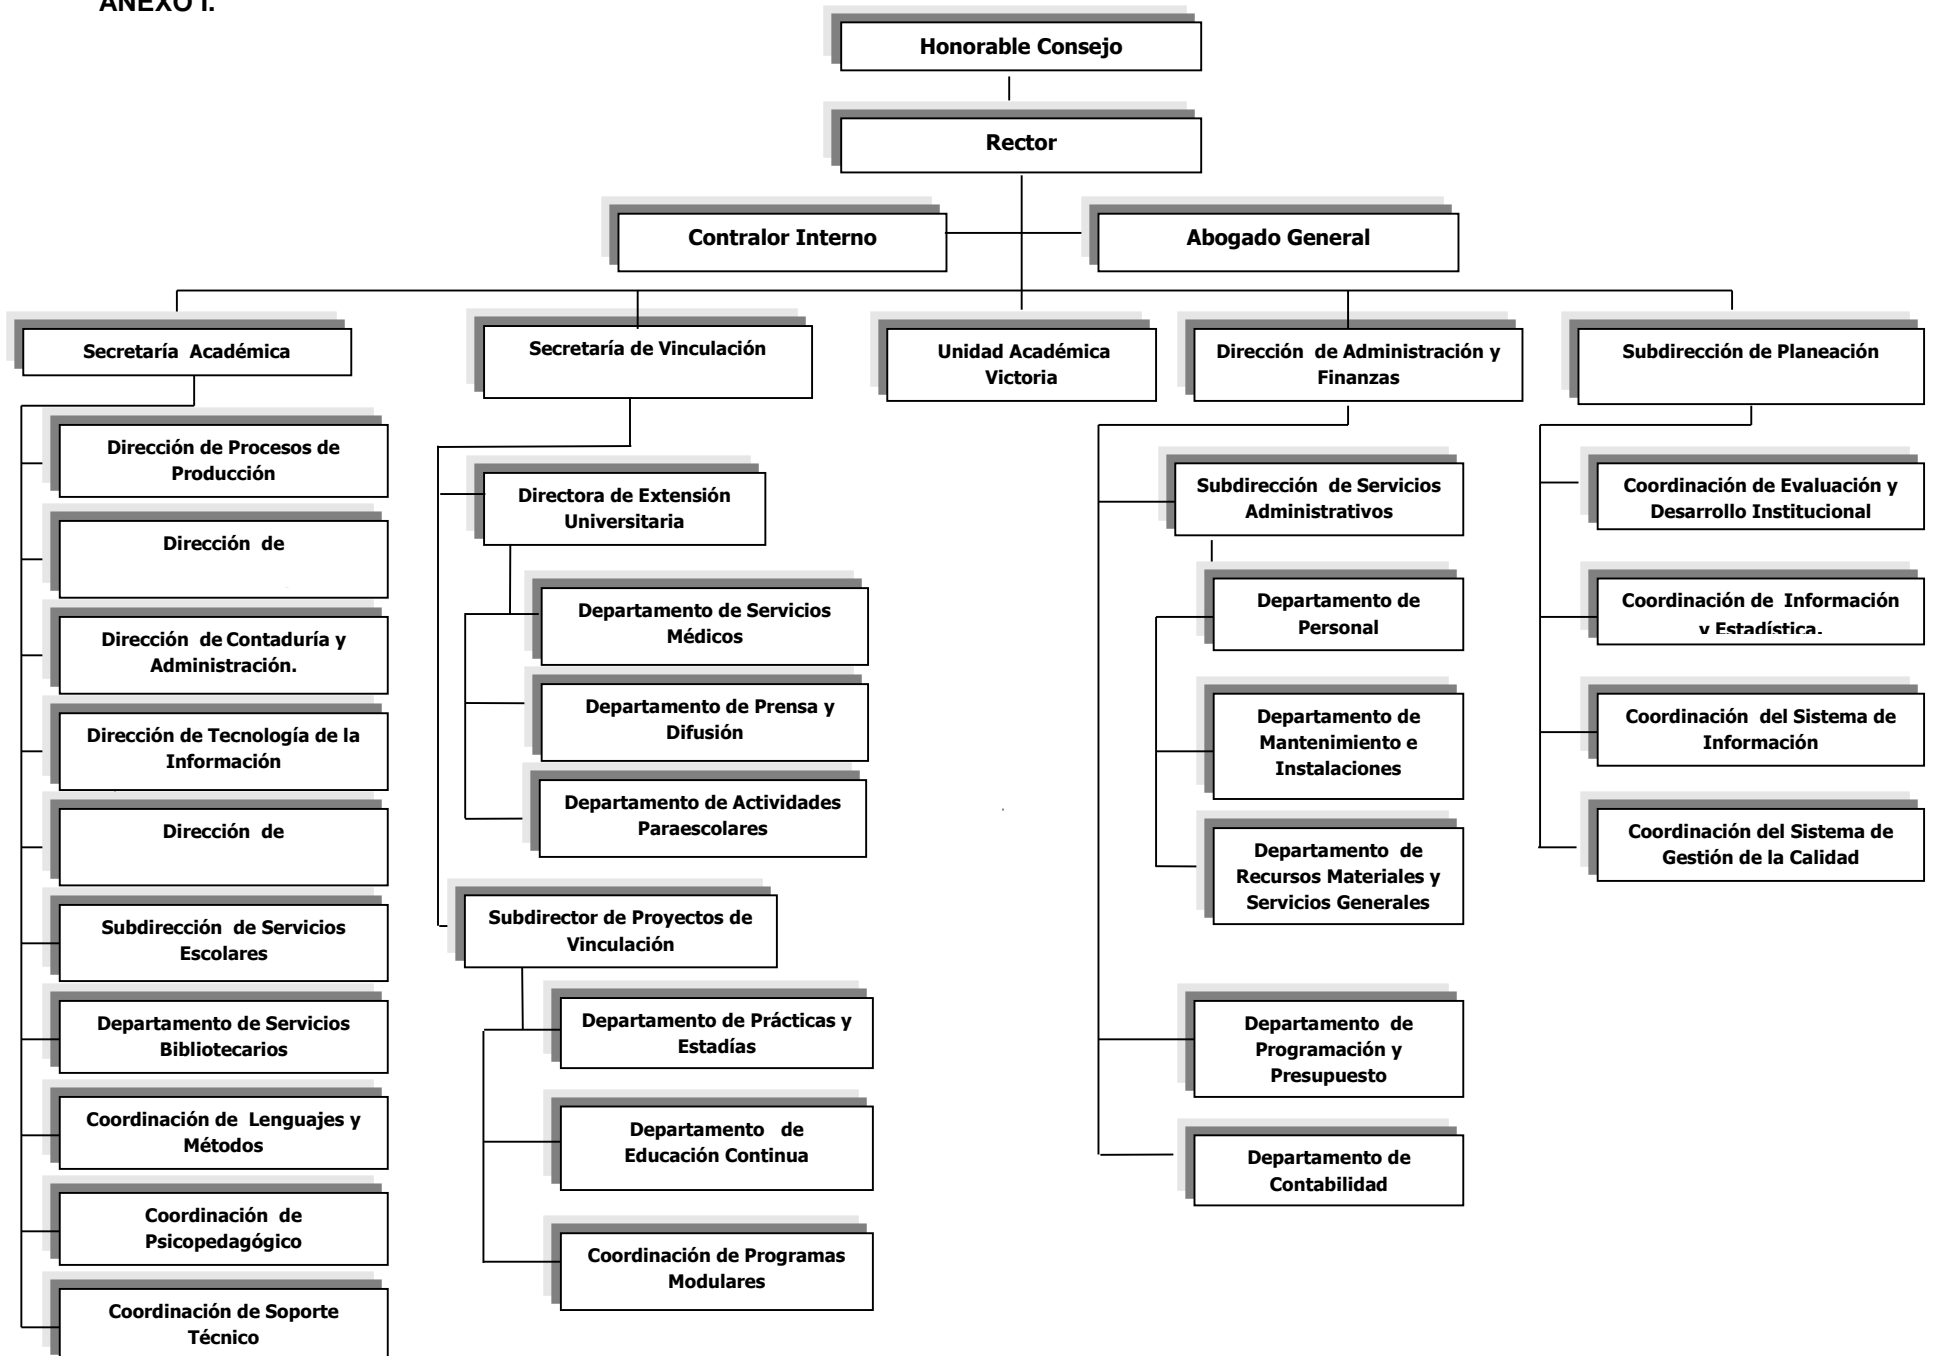 ANEXO I.
Honorable Consejo
Rector
Contralor Interno
Abogado General
Secretaría Académica
Dirección de Procesos de
Producción
Dirección de
Dirección de Contaduría y
Administración.
Dirección de Tecnología de la
Información
Dirección de
Subdirección de Servicios
Escolares
Departamento de Servicios
Bibliotecarios
Coordinación de Lenguajes y
Métodos
Coordinación de
Psicopedagógico
Coordinación de Soporte
Técnico
Secretaría de Vinculación
Directora de Extensión
Universitaria
Departamento de Servicios
Médicos
Departamento de Prensa y
Difusión
Departamento de Actividades
Paraescolares
Subdirector de Proyectos de
Vinculación
Departamento de Prácticas y
Estadías
Departamento de
Educación Continua
Coordinación de Programas
Modulares
Unidad Académica
Victoria
Dirección de Administración y
Finanzas
Subdirección de Servicios
Administrativos
Departamento de
Personal
Departamento de
Mantenimiento e
Instalaciones
Departamento de
Recursos Materiales y
Servicios Generales
Departamento de
Programación y
Presupuesto
Departamento de
Contabilidad
Subdirección de Planeación
Coordinación de Evaluación y
Desarrollo Institucional
Coordinación de Información
y Estadística.
Coordinación del Sistema de
Información
Coordinación del Sistema de
Gestión de la Calidad